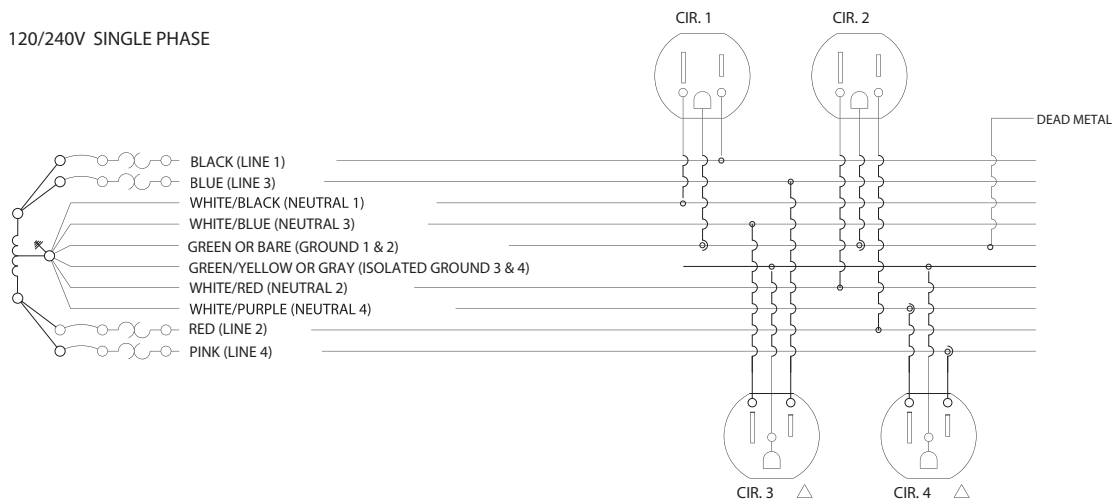 CIR. 1
CIR. 2
120/240V SINGLE PHASE
DEAD METAL
BLACK (LINE 1)
BLUE (LINE 3)
WHITE/BLACK (NEUTRAL 1)
WHITE/BLUE (NEUTRAL 3)
GREEN OR BARE (GROUND 1 & 2)
GREEN/YELLOW OR GRAY (ISOLATED GROUND 3 & 4)
WHITE/RED (NEUTRAL 2)
WHITE/PURPLE (NEUTRAL 4)
RED (LINE 2)
PINK (LINE 4)
CIR. 3
CIR. 4